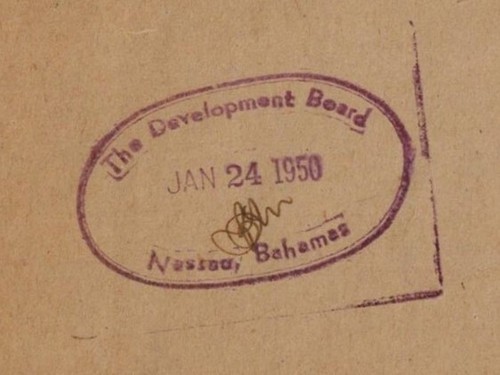 The Development Board
JAN 24 1950
Nassau, Bahamas